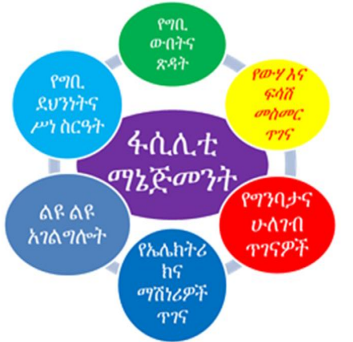 የግቢ
ውበትና
ጽዳት
የውሃ እና
ፍሳሽ
መስመር
ጥገና
የግንባታና
ሁለገብ
ጥገናዎች
የኤሌክትሪ
ክና
ማሽነሪዎች
ጥገና
ልዩ ልዩ
አገልግሎት
የግቢ
ደህንነትና
ሥነ ስርዓት
ፋሲሊቲ
ማኔጅመንት